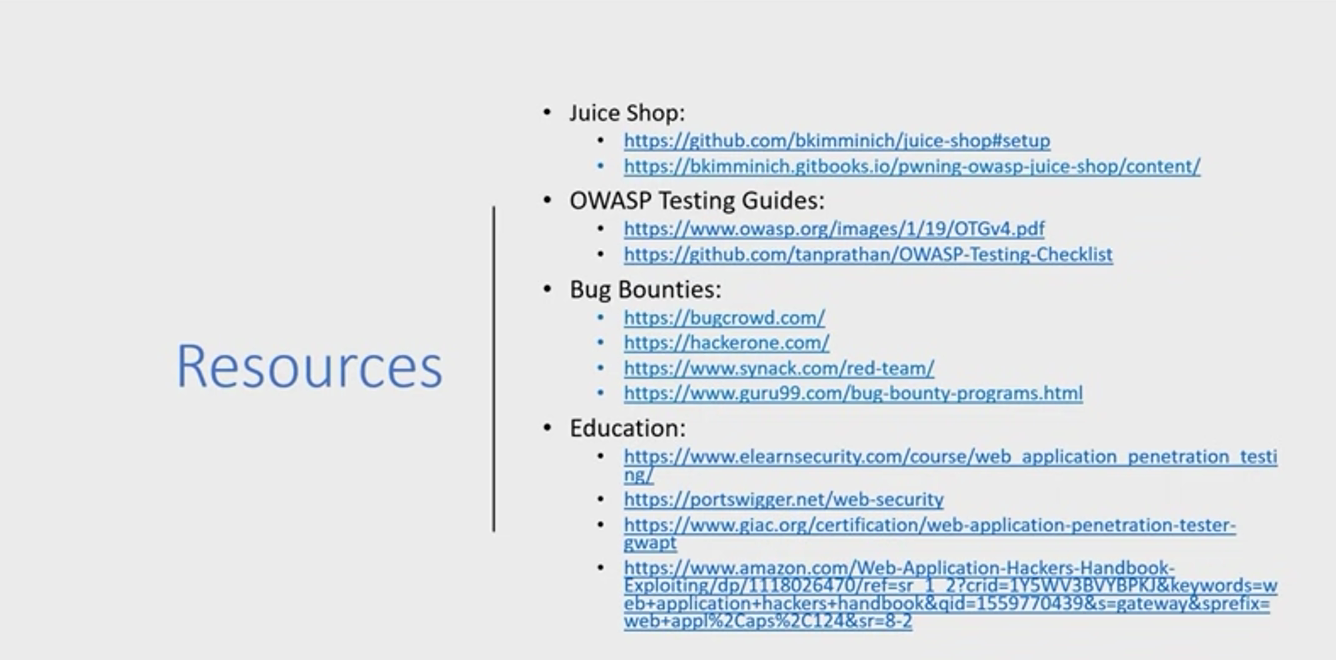 Resources
Juice Shop:
https://github.com/bkimminich/juice-shop#setup
https://bkimminich.gitbooks.io/pwning-owasp-juice-shop/content/
OWASP Testing Guides:
https://www.owasp.org/images/1/19/OTGv4.pdf
https://github.com/tanprathan/OWASP-Testing-Checklist
Bug Bounties:
https://bugcrowd.com/
https://hackerone.com/
https://www.synack.com/red-team/
https://www.guru99.com/bug-bounty-programs.html
Education:
https://www.elearnsecurity.com/course/web_application_penetration_testi
ng/
https://portswigger.net/web-security
https://www.giac.org/certification/web-application-penetration-tester-
gwapt
https://www.amazon.com/Web-Application-Hackers-Handbook-
Exploiting/dp/1118026470/ref=sr_1_2?crid=1Y5WV3BVYBPKJ&keywords=w
eb+application+hackers+handbook&qid=1559770439&s=gateway&sprefix=
web+appl%2Caps%2C124&sr=8-2